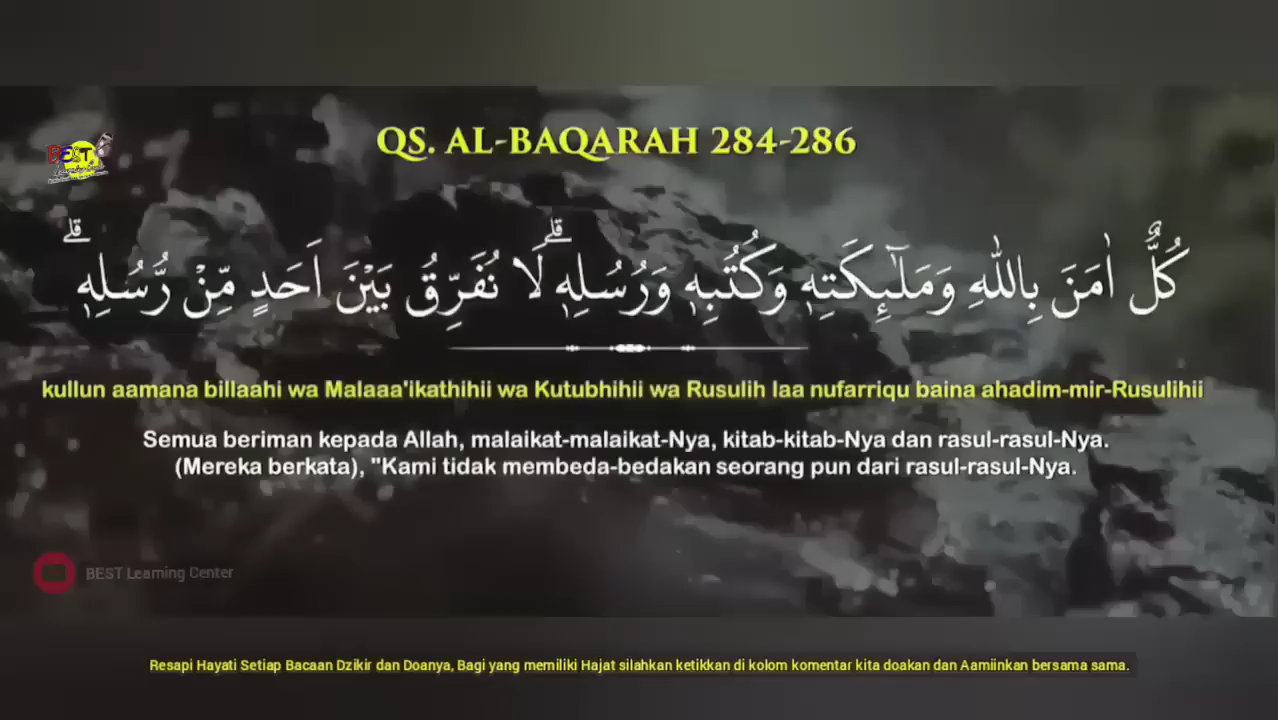 BEST
QS. AL-BAQARAH 284-286
كُلٌّ اٰمَنَ بِاللّٰهِ وَمَلٰۤىِٕكَتِهٖ وَكُتُبِهٖ وَرُسُلِهٖۗ لَا نُفَرِّقُ بَيْنَ اَحَدٍ مِّنْ رُّسُلِهٖۗ
kullun aamana billaahi wa Malaaa'ikathihii wa Kutubhihii wa Rusulih laa nufarriqu baina ahadim-mir-Rusulihii
Semua beriman kepada Allah, malaikat-malaikat-Nya, kitab-kitab-Nya dan rasul-rasul-Nya.
(Mereka berkata), "Kami tidak membeda-bedakan seorang pun dari rasul-rasul-Nya.
BEST Learning Center
Resapi Hayati Setiap Bacaan Dzikir dan Doanya, Bagi yang memiliki Hajat silahkan ketikkan di kolom komentar kita doakan dan Aamiinkan bersama sama.